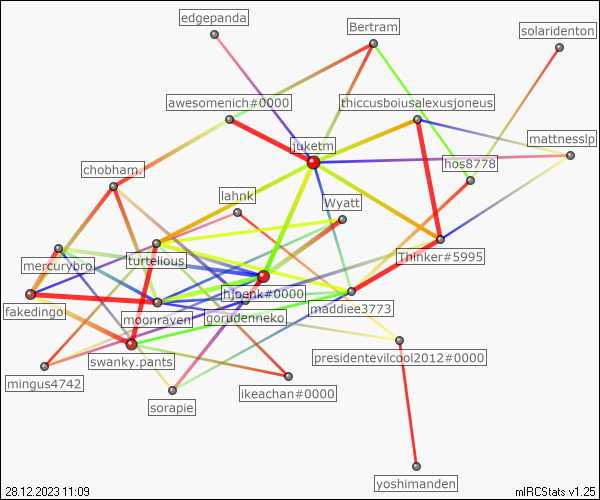 edgepanda
Bertram
solaridenton
awesomenich#0000
thiccusboiusalexusjoneus
juketm
mattnesslp
hos8778
chobham
lahnk
Wyatt
mercurybro
turtelious
Thinker#5995
hjoenk#0000
fakedingo
moonraven
gorudenneko
maddiee3773
swanky.pants
presidentevilcool2012#0000
mingus4742
sorapie
ikeachan#0000
yoshimanden
28.12.2023 11:09
mIRCStats v1.25